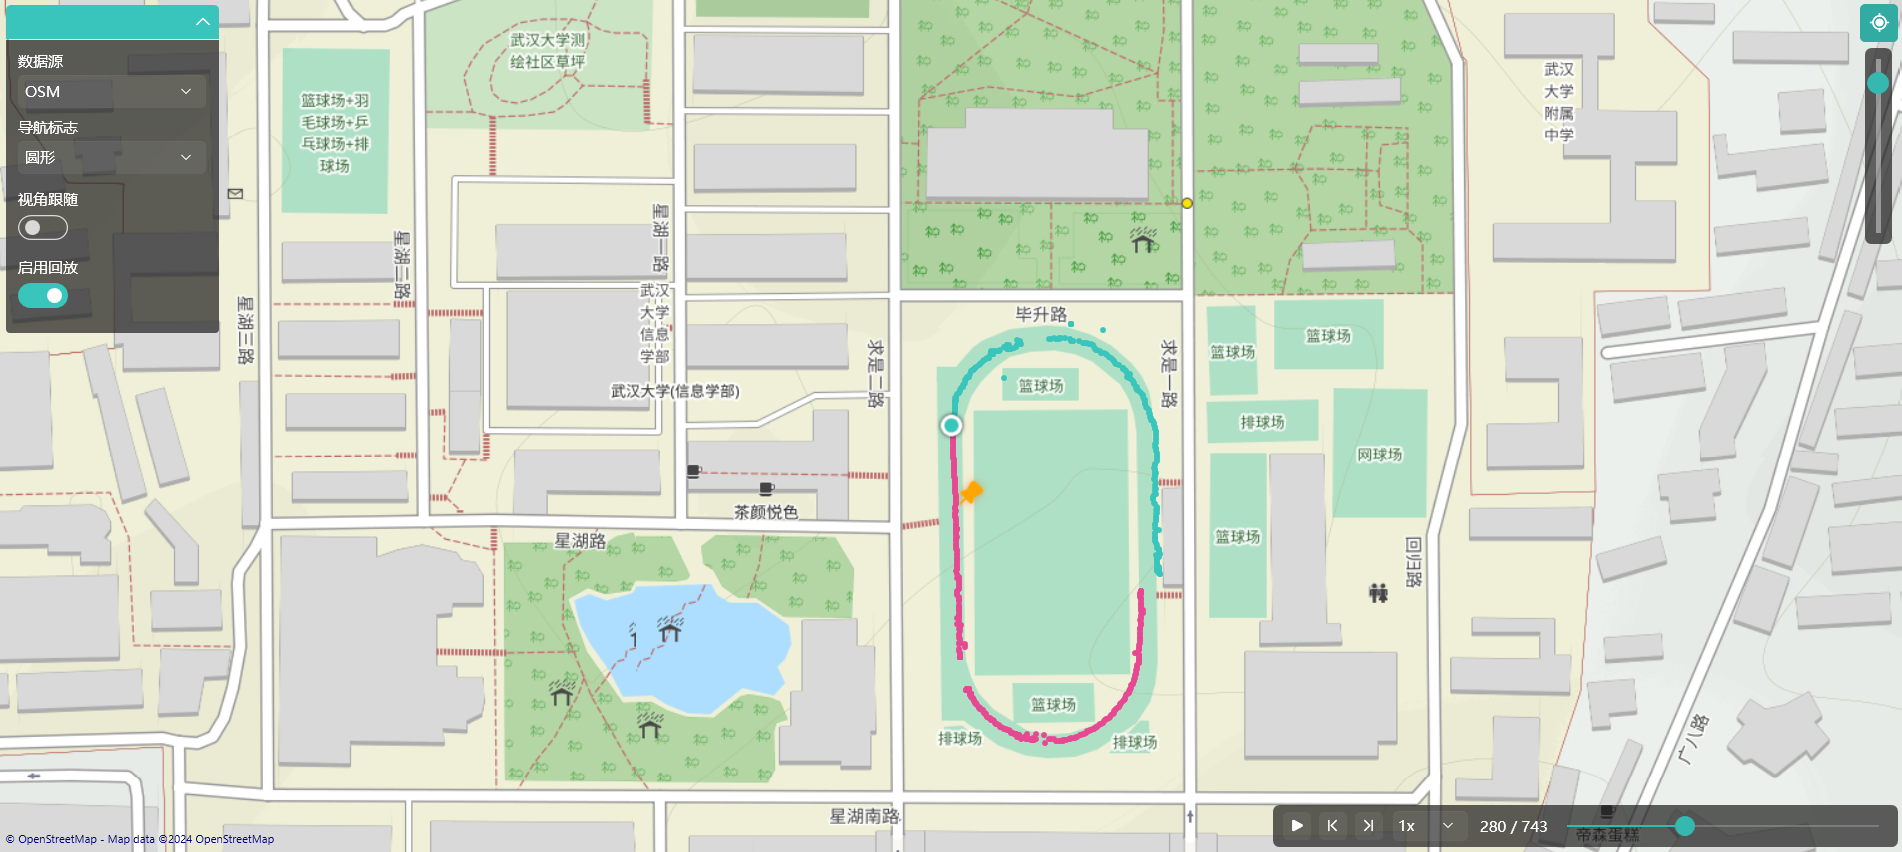 数据源
OSM
导航标志
圆形
视角跟随
启用回放
武汉大学测
绘社区草坪
篮球场+羽
毛球场+乒
乓球场+排
球场
武汉
大学
附属
中学
星湖一路
星湖二路
星湖三路
武汉
大学
信息
学部
武汉大学(信息学部)
毕升路
求是二路
求是一路
篮球场
篮球场
篮球场
排球场
网球场
篮球场
茶颜悦色
星湖路
回归路
1
篮球场
排球场
排球场
广八路
星湖南路
帝森蛋糕
1x
280 / 743
© OpenStreetMap - Map data ©2024 OpenStreetMap